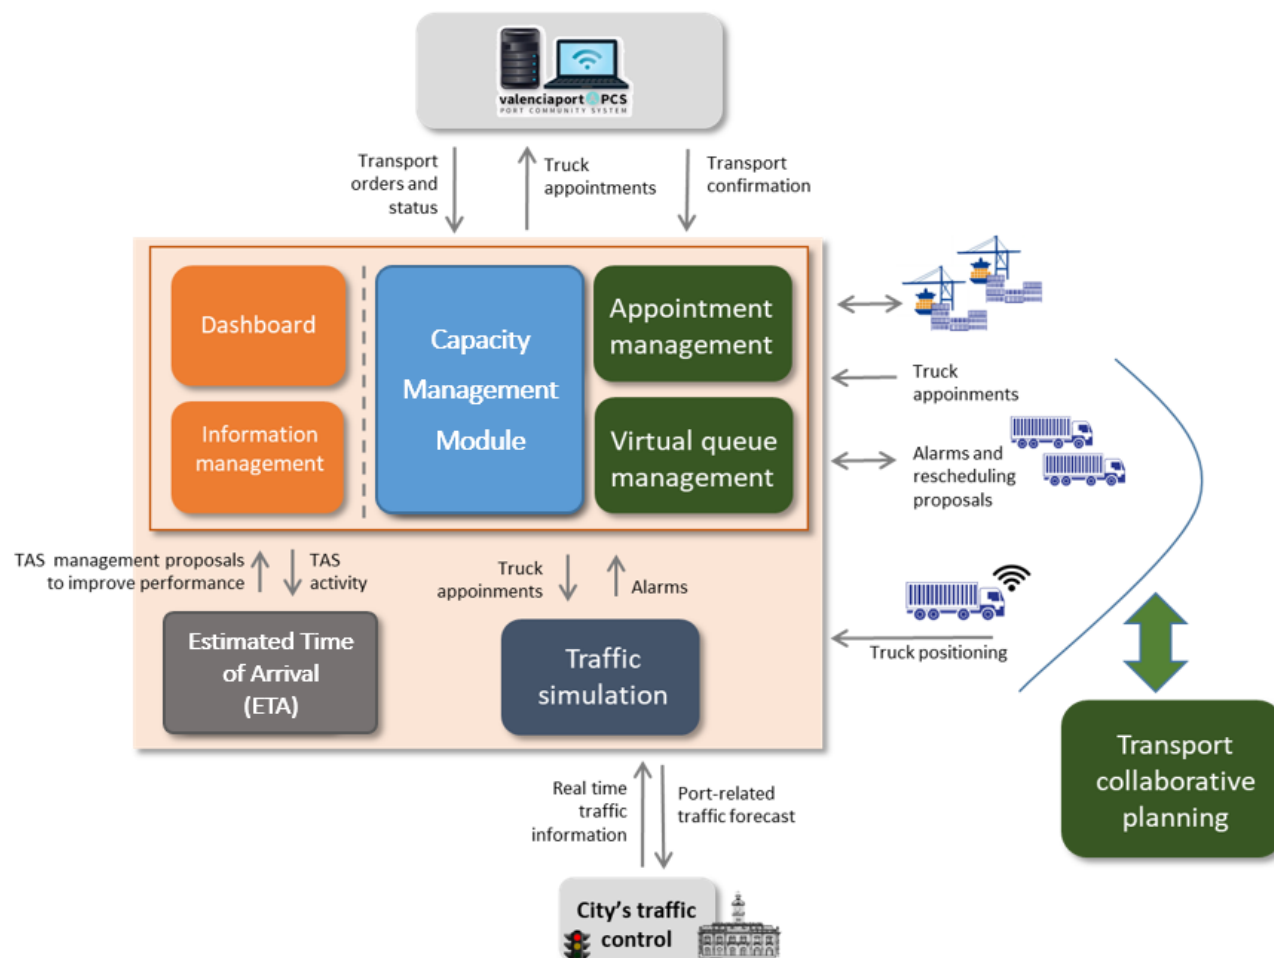 valenciaport PCS
PORT COMMUNITY SYSTEM
Transport
orders and
status
Truck
appointments
Transport
confirmation
Dashboard
Information
management
Capacity
Management
Module
Appointment
management
Virtual queue
management
Truck
appoinments
Alarms and
rescheduling
proposals
Truck positioning
TAS management proposals
to improve performance
TAS
activity
Truck
appoinments
Alarms
Estimated Time
of Arrival
(ETA)
Traffic
simulation
Transport
collaborative
planning
Real time
traffic
information
Port-related
traffic forecast
City's traffic
control